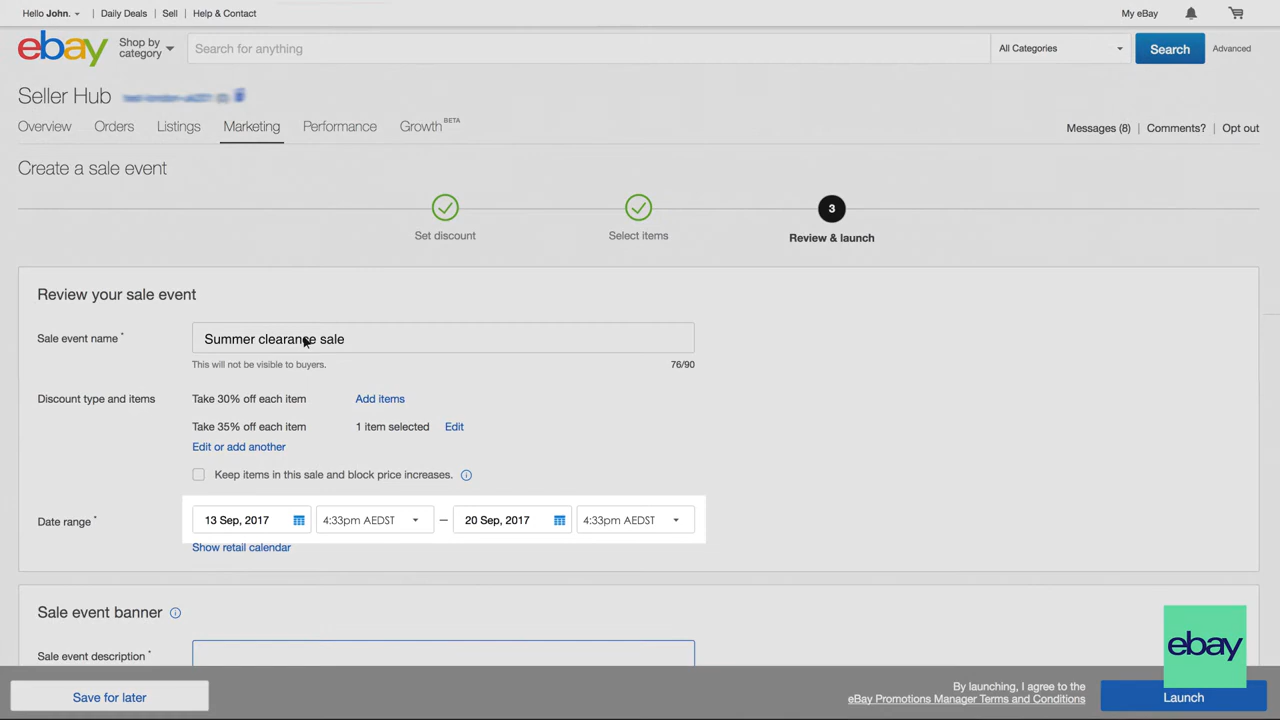 Hello John. Daily Deals Sell Help & Contact My eBay
ebay Shop by category Search for anything All Categories Search Advanced
Seller Hub
Overview Orders Listings Marketing Performance Growth BETA Messages (8) Comments? Opt out
Create a sale event
3
Set discount Select items Review & launch
Review your sale event
Sale event name * Summer clearance sale
This will not be visible to buyers. 76/90
Discount type and items Take 30% off each item Add items
Take 35% off each item 1 item selected Edit
Edit or add another
Keep items in this sale and block price increases.
Date range * 13 Sep, 2017 4:33pm AEDST – 20 Sep, 2017 4:33pm AEDST
Show retail calendar
Sale event banner
ebay
Sale event description *
Save for later By launching, I agree to the
eBay Promotions Manager Terms and Conditions Launch